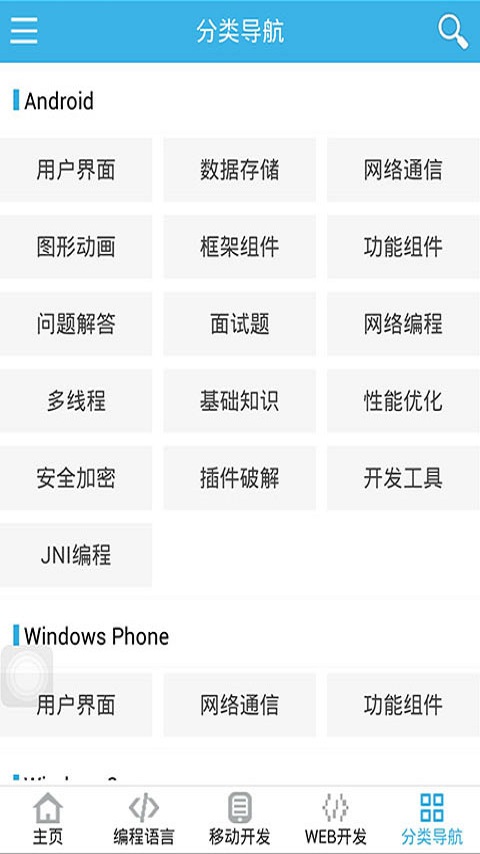 分类导航
Android
用户界面 数据存储 网络通信
图形动画 框架组件 功能组件
问题解答 面试题 网络编程
多线程 基础知识 性能优化
安全加密 插件破解 开发工具
JNI编程
Windows Phone
用户界面 网络通信 功能组件
主页 编程语言 移动开发 WEB开发 分类导航